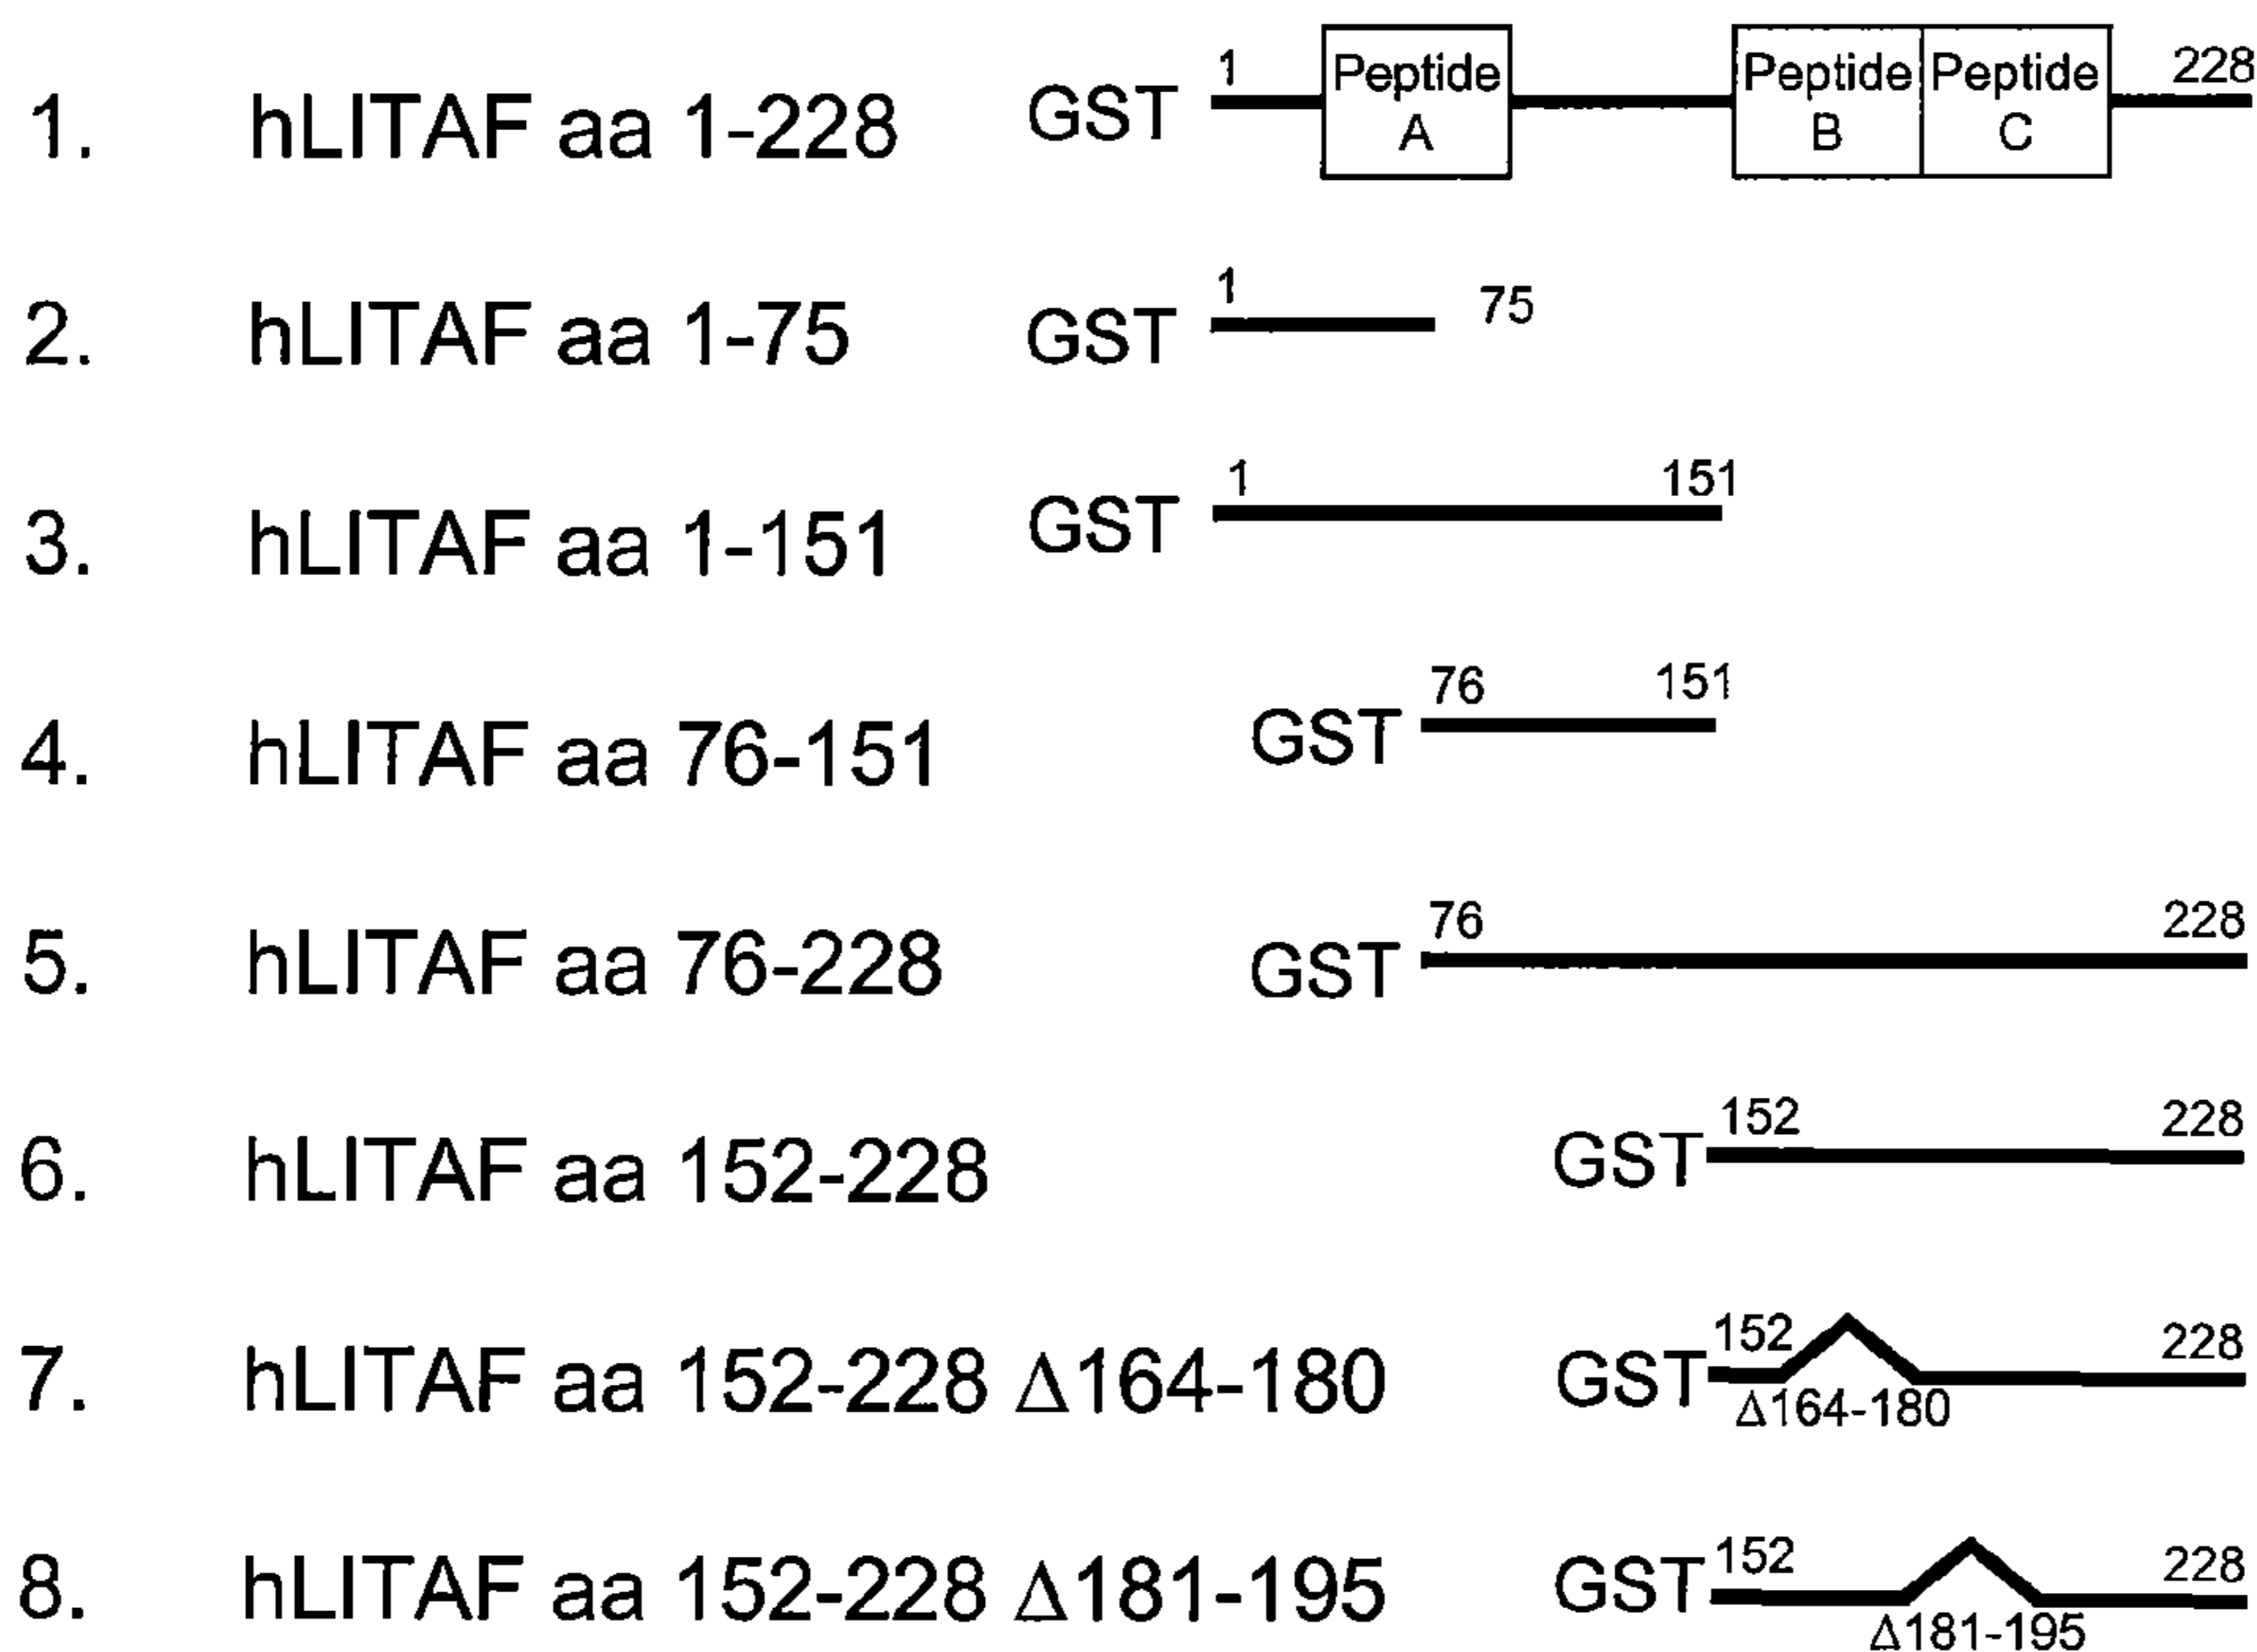 1. hLITAF aa 1-228 GST 1 Peptide A Peptide B Peptide C 228
2. hLITAF aa 1-75 GST 1 75
3. hLITAF aa 1-151 GST 1 151
4. hLITAF aa 76-151 GST 76 151
5. hLITAF aa 76-228 GST 76 228
6. hLITAF aa 152-228 GST 152 228
7. hLITAF aa 152-228 Δ164-180 GST 152 228
Δ164-180
8. hLITAF aa 152-228 Δ181-195 GST 152 228
Δ181-195